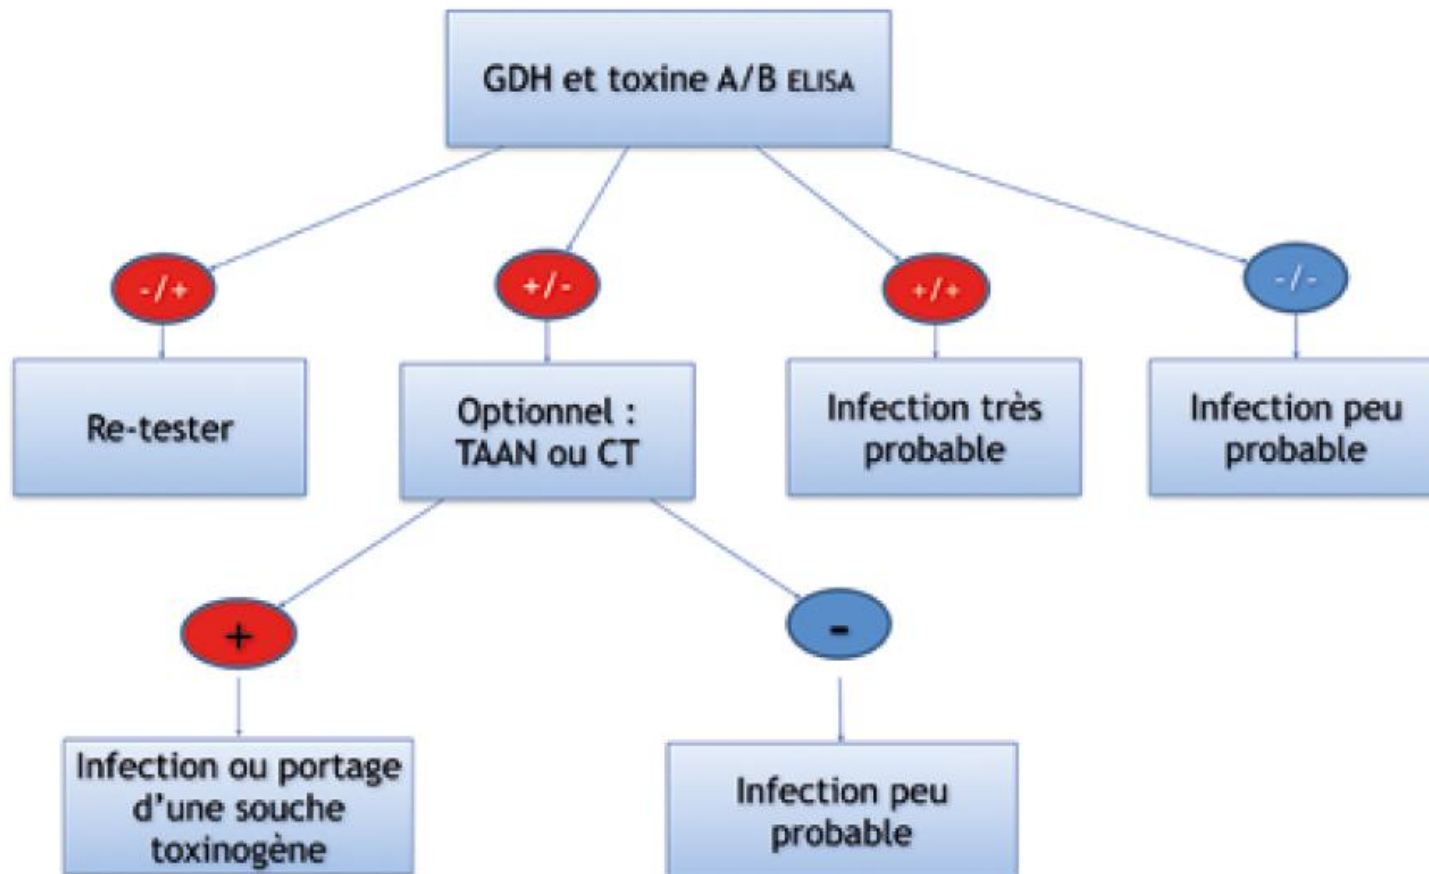 GDH et toxine A/B ELISA
-/+
+/-
+/+
-/-
Re-tester
Optionnel :
TAAN ou CT
Infection très
probable
Infection peu
probable
+
-
Infection ou portage
d'une souche
toxinogène
Infection peu
probable